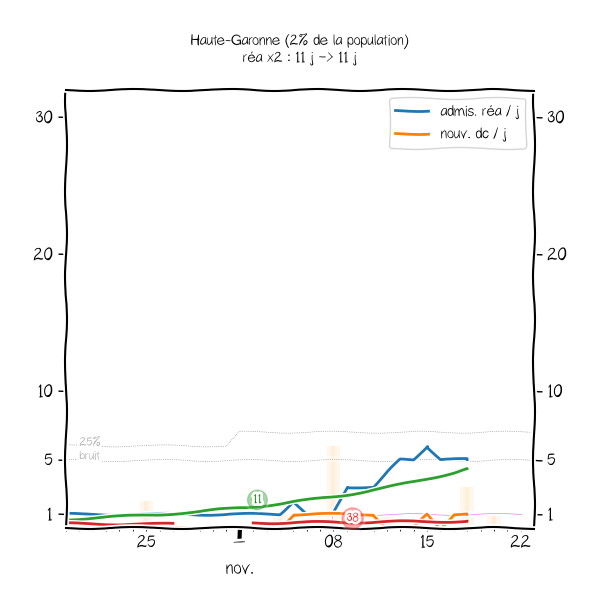 Haute-Garonne (2% de la population)
réa x2 : 11 j -> 11 j
admis. réa / j
nouv. dc / j
30 30
20 20
10 10
25%
bruit
5 5
11
38
1 1
25 1 08 15 22
nov.